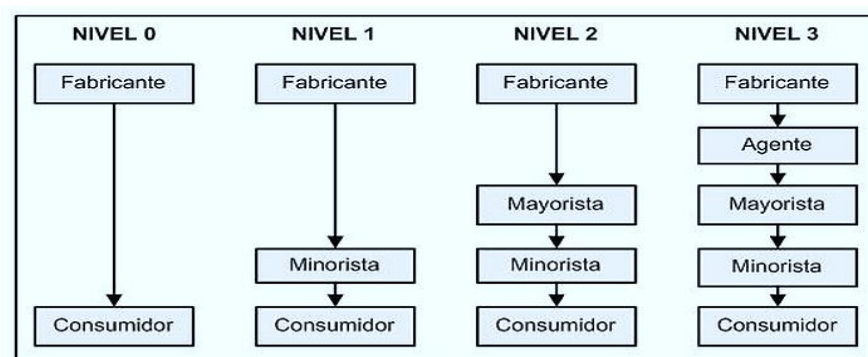 NIVEL 0 NIVEL 1 NIVEL 2 NIVEL 3
Fabricante Fabricante Fabricante Fabricante
Agente
Mayorista Mayorista
Minorista Minorista Minorista
Consumidor Consumidor Consumidor Consumidor